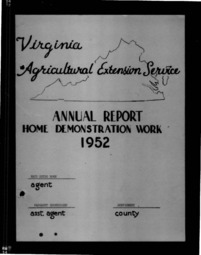 Virginia
Agricultural Extension Service
ANNUAL REPORT
HOME DEMONSTRATION WORK
1952
agent
asst. agent
county